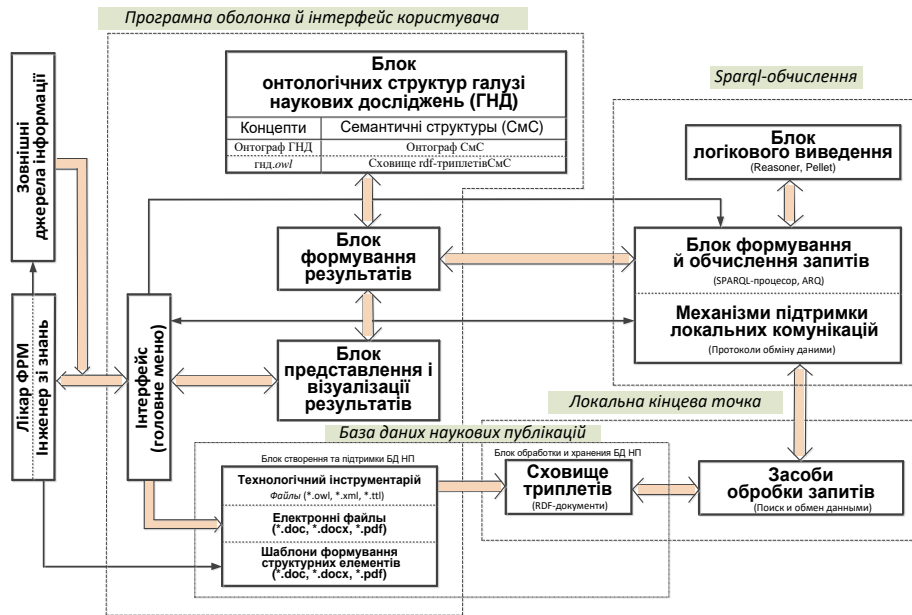 Програмна оболонка й інтерфейс користувача
Блок
онтологічних структур галузі
наукових досліджень (ГНД)
Концепти
Семантичні структуры (СмС)
Онтограф ГНД
Онтограф СмС
гнд.owl
Сховище rdf-триплетівСмС
Sparql-обчислення
Блок
логікового виведення
(Reasoner, Pellet)
Зовнішні
джерела інформації
Блок
формування
результатів
Блок формування
й обчислення запитів
(SPARQL-процесор, ARQ)
Механізми підтримки
локальних комунікацій
(Протоколи обміну даними)
Лікар ФРМ
Інженер зі знань
Інтерфейс
(головне меню)
Блок
представлення і
візуалізації
результатів
Локальна кінцева точка
База даних наукових публікацій
Блок створення та підтримки БД НП
Блок обработки и хранения БД НП
Технологічний інструментарій
Файлы (*.owl, *.xml, *.ttl)
Електронні файлы
(*.doc, *.docx, *.pdf)
Шаблони формування
структурних елементів
(*.doc, *.docx, *.pdf)
Сховище
триплетів
(RDF-документи)
Засоби
обробки запитів
(Поиск и обмен данными)